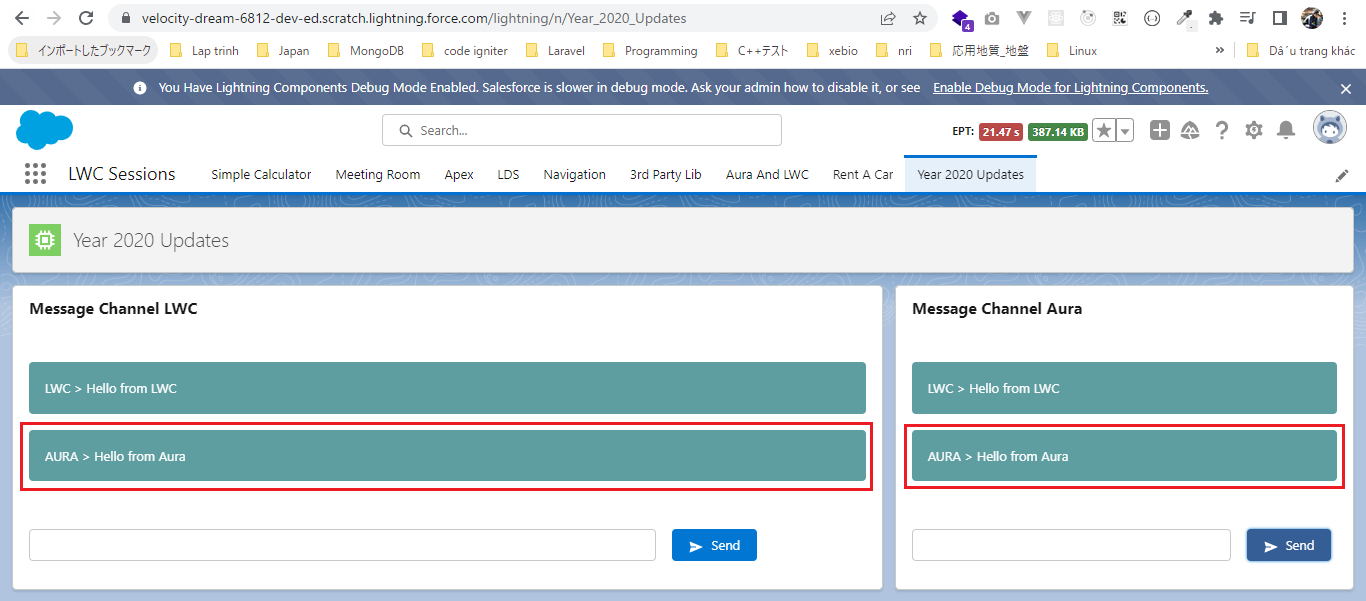 velocity-dream-6812-dev-ed.scratch.lightning.force.com/lightning/n/Year_2020_Updates
4
インポートしたブックマーク Lap trinh Japan MongoDB code igniter Laravel Programming C++テスト xebio nri 応用地質_地盤 Linux » Dấu trang khác
You Have Lightning Components Debug Mode Enabled. Salesforce is slower in debug mode. Ask your admin how to disable it, or see Enable Debug Mode for Lightning Components.
Search... EPT: 21.47 s 387.14 KB
LWC Sessions Simple Calculator Meeting Room Apex LDS Navigation 3rd Party Lib Aura And LWC Rent A Car Year 2020 Updates
Year 2020 Updates
Message Channel LWC
LWC > Hello from LWC
AURA > Hello from Aura
Send
Message Channel Aura
LWC > Hello from LWC
AURA > Hello from Aura
Send